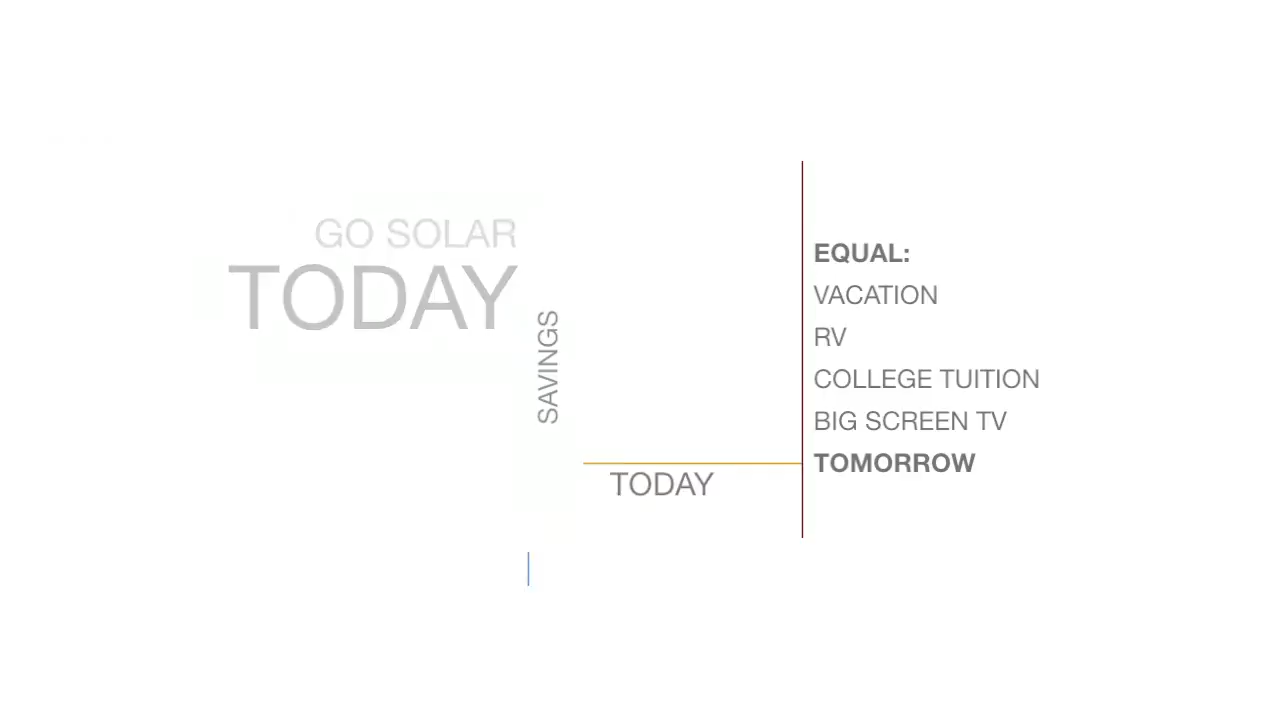 GO SOLAR
TODAY
SAVINGS
TODAY
EQUAL:
VACATION
RV
COLLEGE TUITION
BIG SCREEN TV
TOMORROW